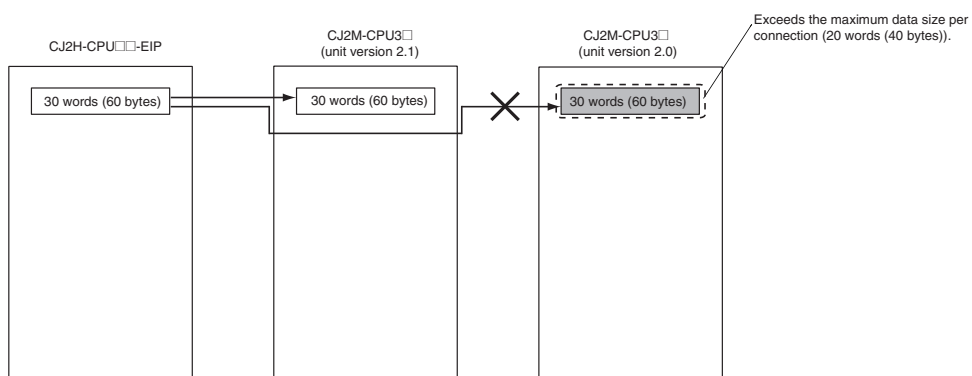 Exceeds the maximum data size per
connection (20 words (40 bytes)).
CJ2H-CPU□□-EIP
CJ2M-CPU3□
(unit version 2.1)
CJ2M-CPU3□
(unit version 2.0)
30 words (60 bytes)
30 words (60 bytes)
30 words (60 bytes)